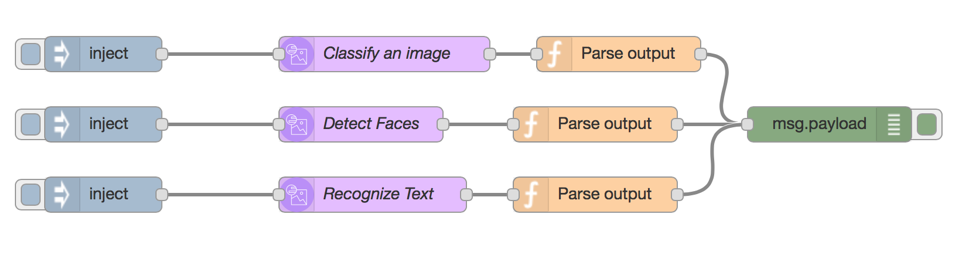 inject Classify an image Parse output
inject Detect Faces Parse output msg.payload
inject Recognize Text Parse output